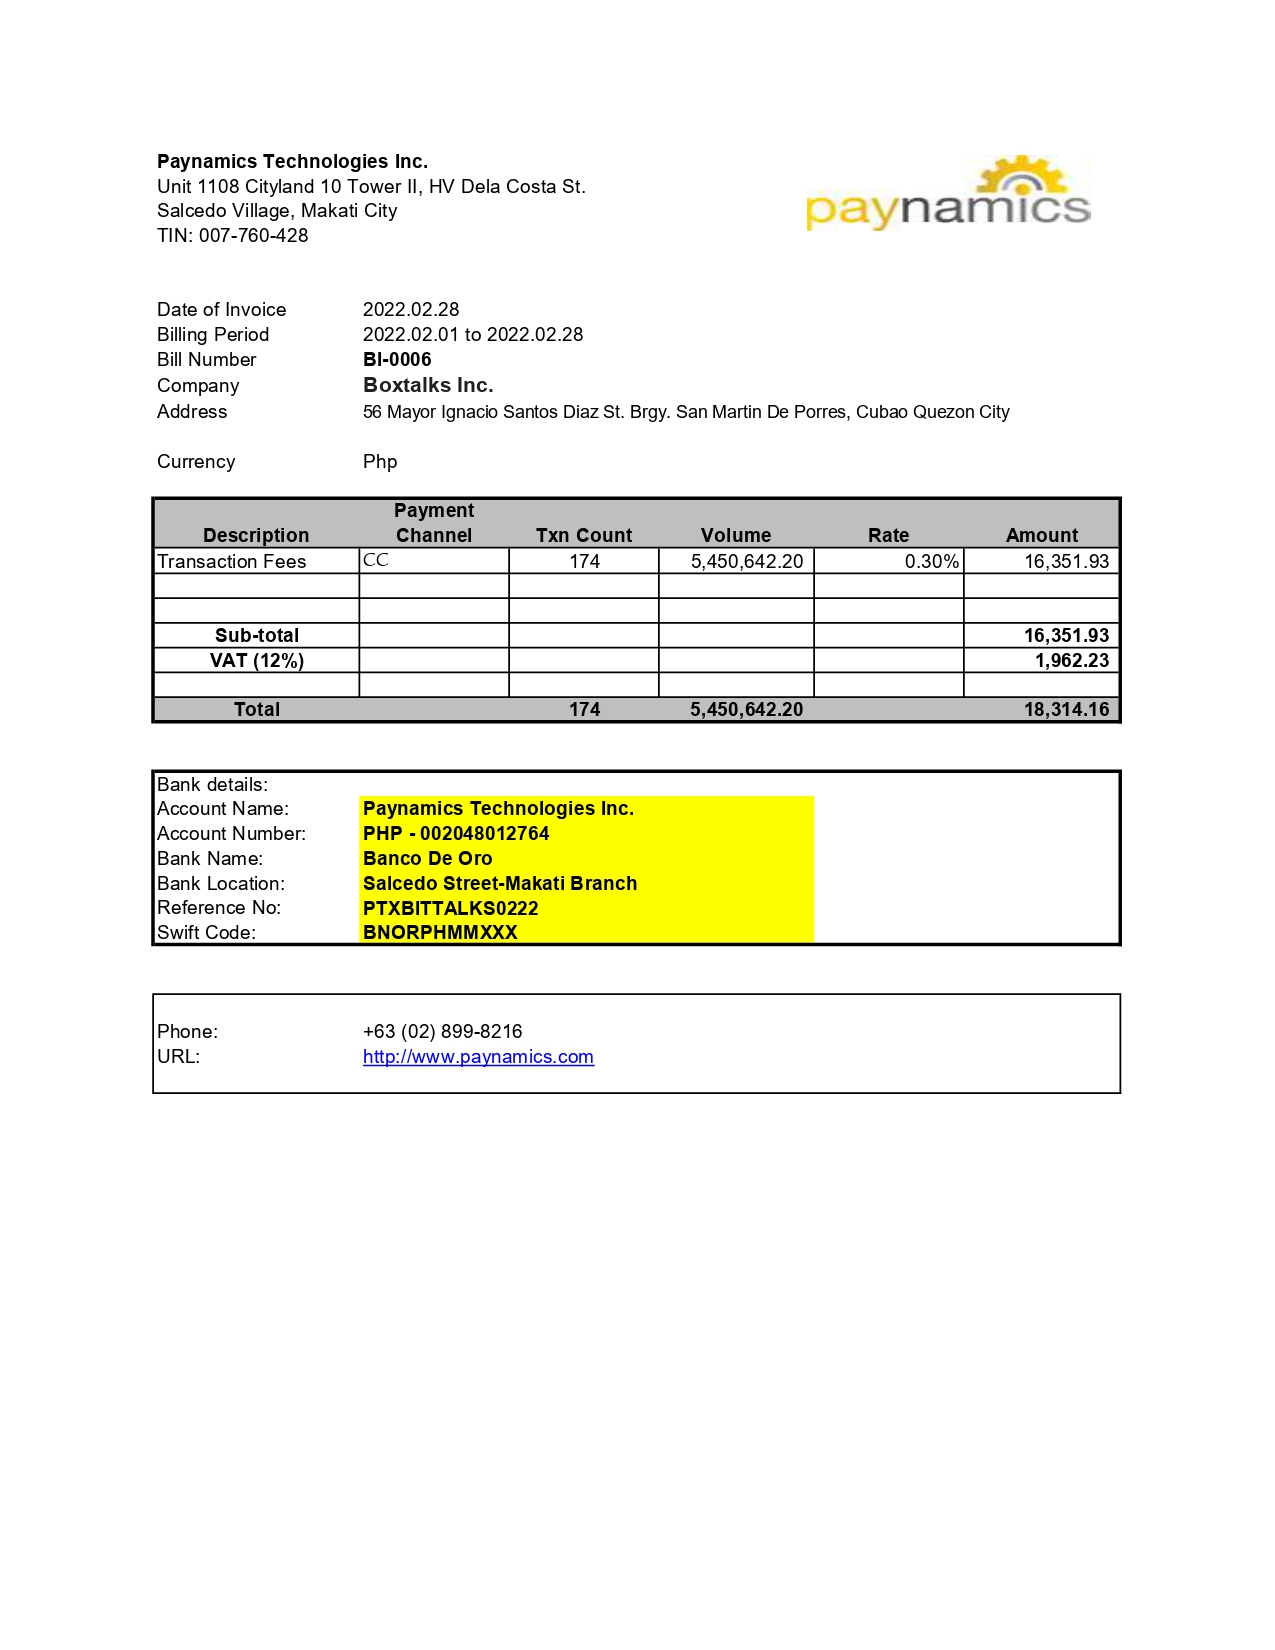 Paynamics Technologies Inc.
Unit 1108 Cityland 10 Tower II, HV Dela Costa St.
Salcedo Village, Makati City
TIN: 007-760-428
paynamics
Date of Invoice 2022.02.28
Billing Period 2022.02.01 to 2022.02.28
Bill Number BI-0006
Company Boxtalks Inc.
Address 56 Mayor Ignacio Santos Diaz St. Brgy. San Martin De Porres, Cubao Quezon City
Currency Php
Description Payment Channel Txn Count Volume Rate Amount
Transaction Fees CC 174 5,450,642.20 0.30% 16,351.93
Sub-total 16,351.93
VAT (12%) 1,962.23
Total 174 5,450,642.20 18,314.16
Bank details:
Account Name: Paynamics Technologies Inc.
Account Number: PHP - 002048012764
Bank Name: Banco De Oro
Bank Location: Salcedo Street-Makati Branch
Reference No: PTXBITTALKS0222
Swift Code: BNORPHMMXXX
Phone: +63 (02) 899-8216
URL: http://www.paynamics.com